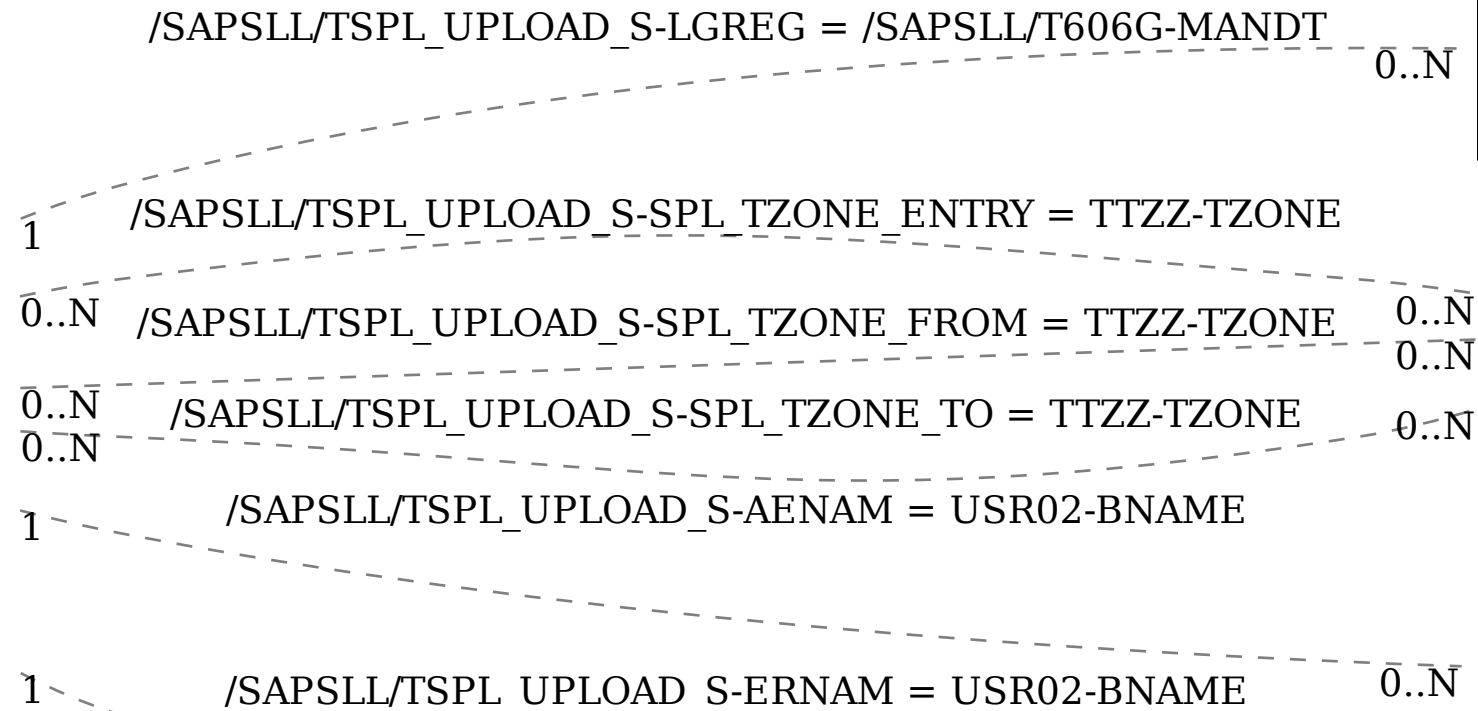 /SAPSLL/TSPL_UPLOAD_S-LGREG = /SAPSLL/T606G-MANDT
0..N
1
/SAPSLL/TSPL_UPLOAD_S-SPL_TZONE_ENTRY = TTZZ-TZONE
0..N
0..N
/SAPSLL/TSPL_UPLOAD_S-SPL_TZONE_FROM = TTZZ-TZONE
0..N
0..N
/SAPSLL/TSPL_UPLOAD_S-SPL_TZONE_TO = TTZZ-TZONE
0..N
0..N
1
/SAPSLL/TSPL_UPLOAD_S-AENAM = USR02-BNAME
1
/SAPSLL/TSPL_UPLOAD_S-ERNAM = USR02-BNAME
0..N